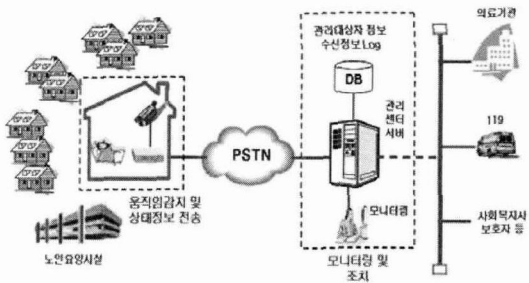 의료기관
관리대상자 정보
수신정보 Log
DB
관리
센터
서버
119
PSTN
움직임감지 및
상태정보 전송
모니터링
사회복지사
보호자 등
노인요양시설
모니터링 및
조치